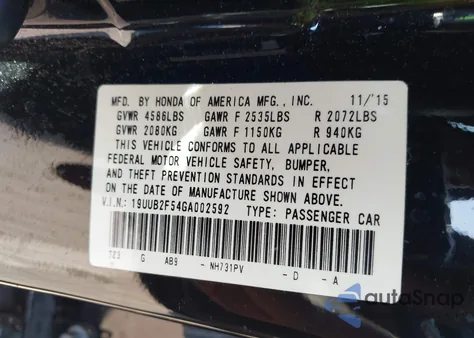 MFD. BY HONDA OF AMERICA MFG., INC. 11/'15
GVWR 4586LBS GAWR F 2535LBS R 2072LBS
GVWR 2080KG GAWR F 1150KG R 940KG
THIS VEHICLE CONFORMS TO ALL APPLICABLE
FEDERAL MOTOR VEHICLE SAFETY, BUMPER,
AND THEFT PREVENTION STANDARDS IN EFFECT
ON THE DATE OF MANUFACTURE SHOWN ABOVE.
V.I.N.: 19UUB2F54GA002592 TYPE: PASSENGER CAR
123 G AB9 - NH731PV - D - A
autoSnap